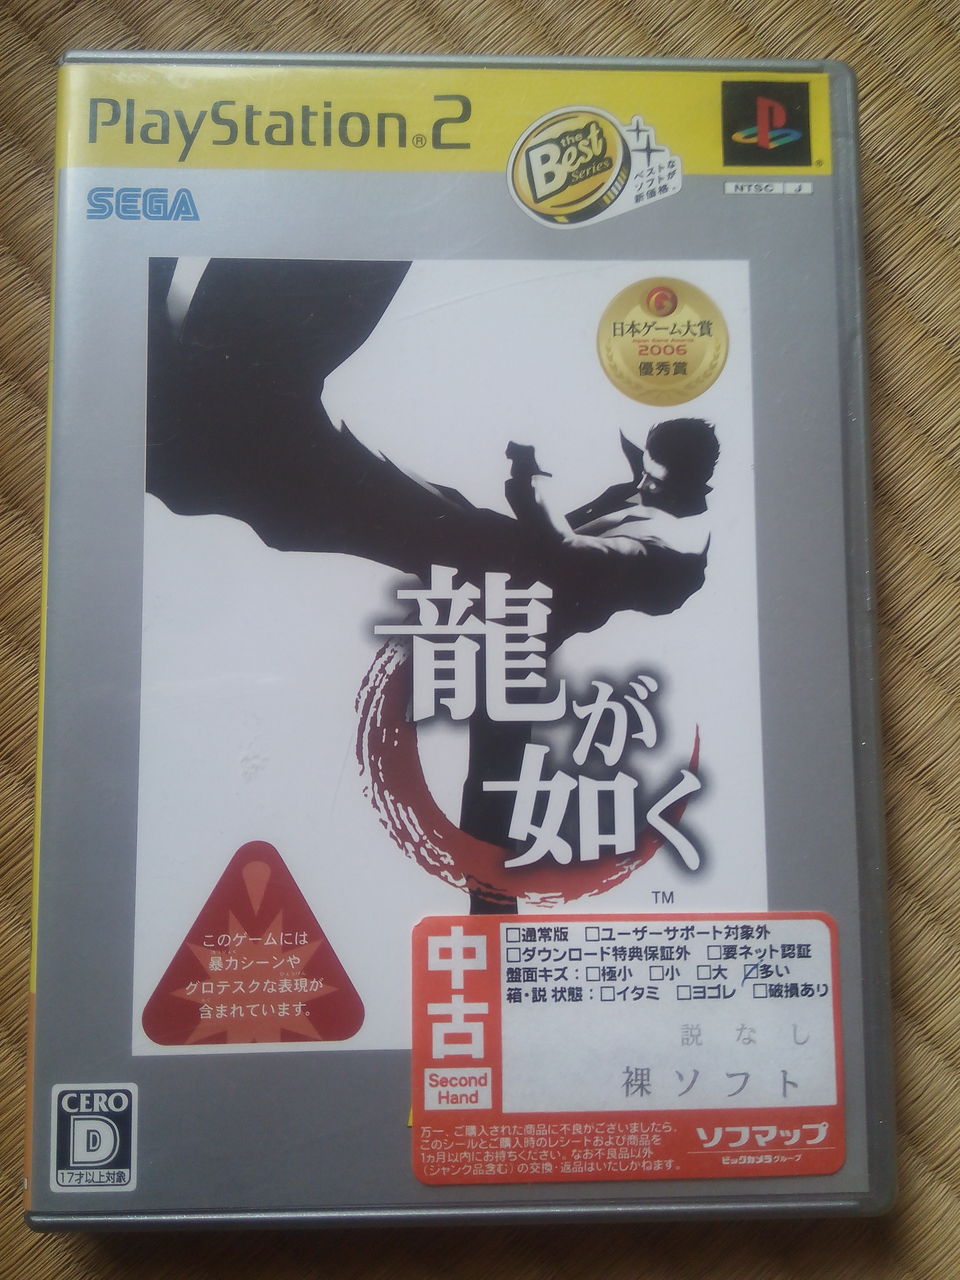 PlayStation®2
the
Best
Series
ベストな
ソフトが
新価格。
NTSC J
SEGA
日本ゲーム大賞
Japan Game Awards
2006
優秀賞
龍が
如く
TM
このゲームには
暴力シーンや
グロテスクな表現が
含まれています。
CERO
D
17才以上対象
中古
Second
Hand
□通常版 □ユーザーサポート対象外
□ダウンロード特典保証外 □要ネット認証
盤面キズ：□極小 □小 □大 ☑多い
箱・説 状態：□イタミ □ヨゴレ □破損あり
説なし
裸ソフト
万一、ご購入された商品に不良がございましたら、
このシールとご購入時のレシートおよび商品を
1ヵ月以内にお持ちください。なお不良品以外
(ジャンク品含む)の交換・返品はいたしかねます。
ソフマップ
ビックカメラグループ